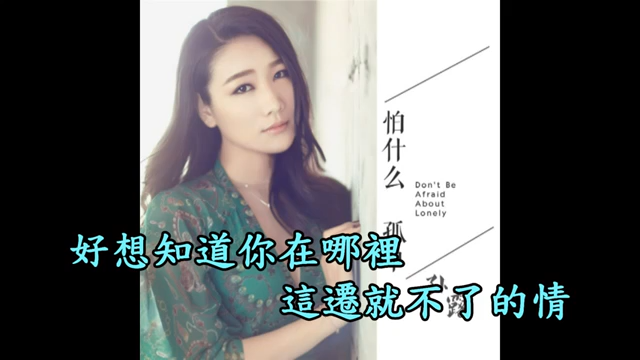 怕什么
孤
Don't Be
Afraid
About
Lonely
好想知道你在哪裡
這遷就不了的情